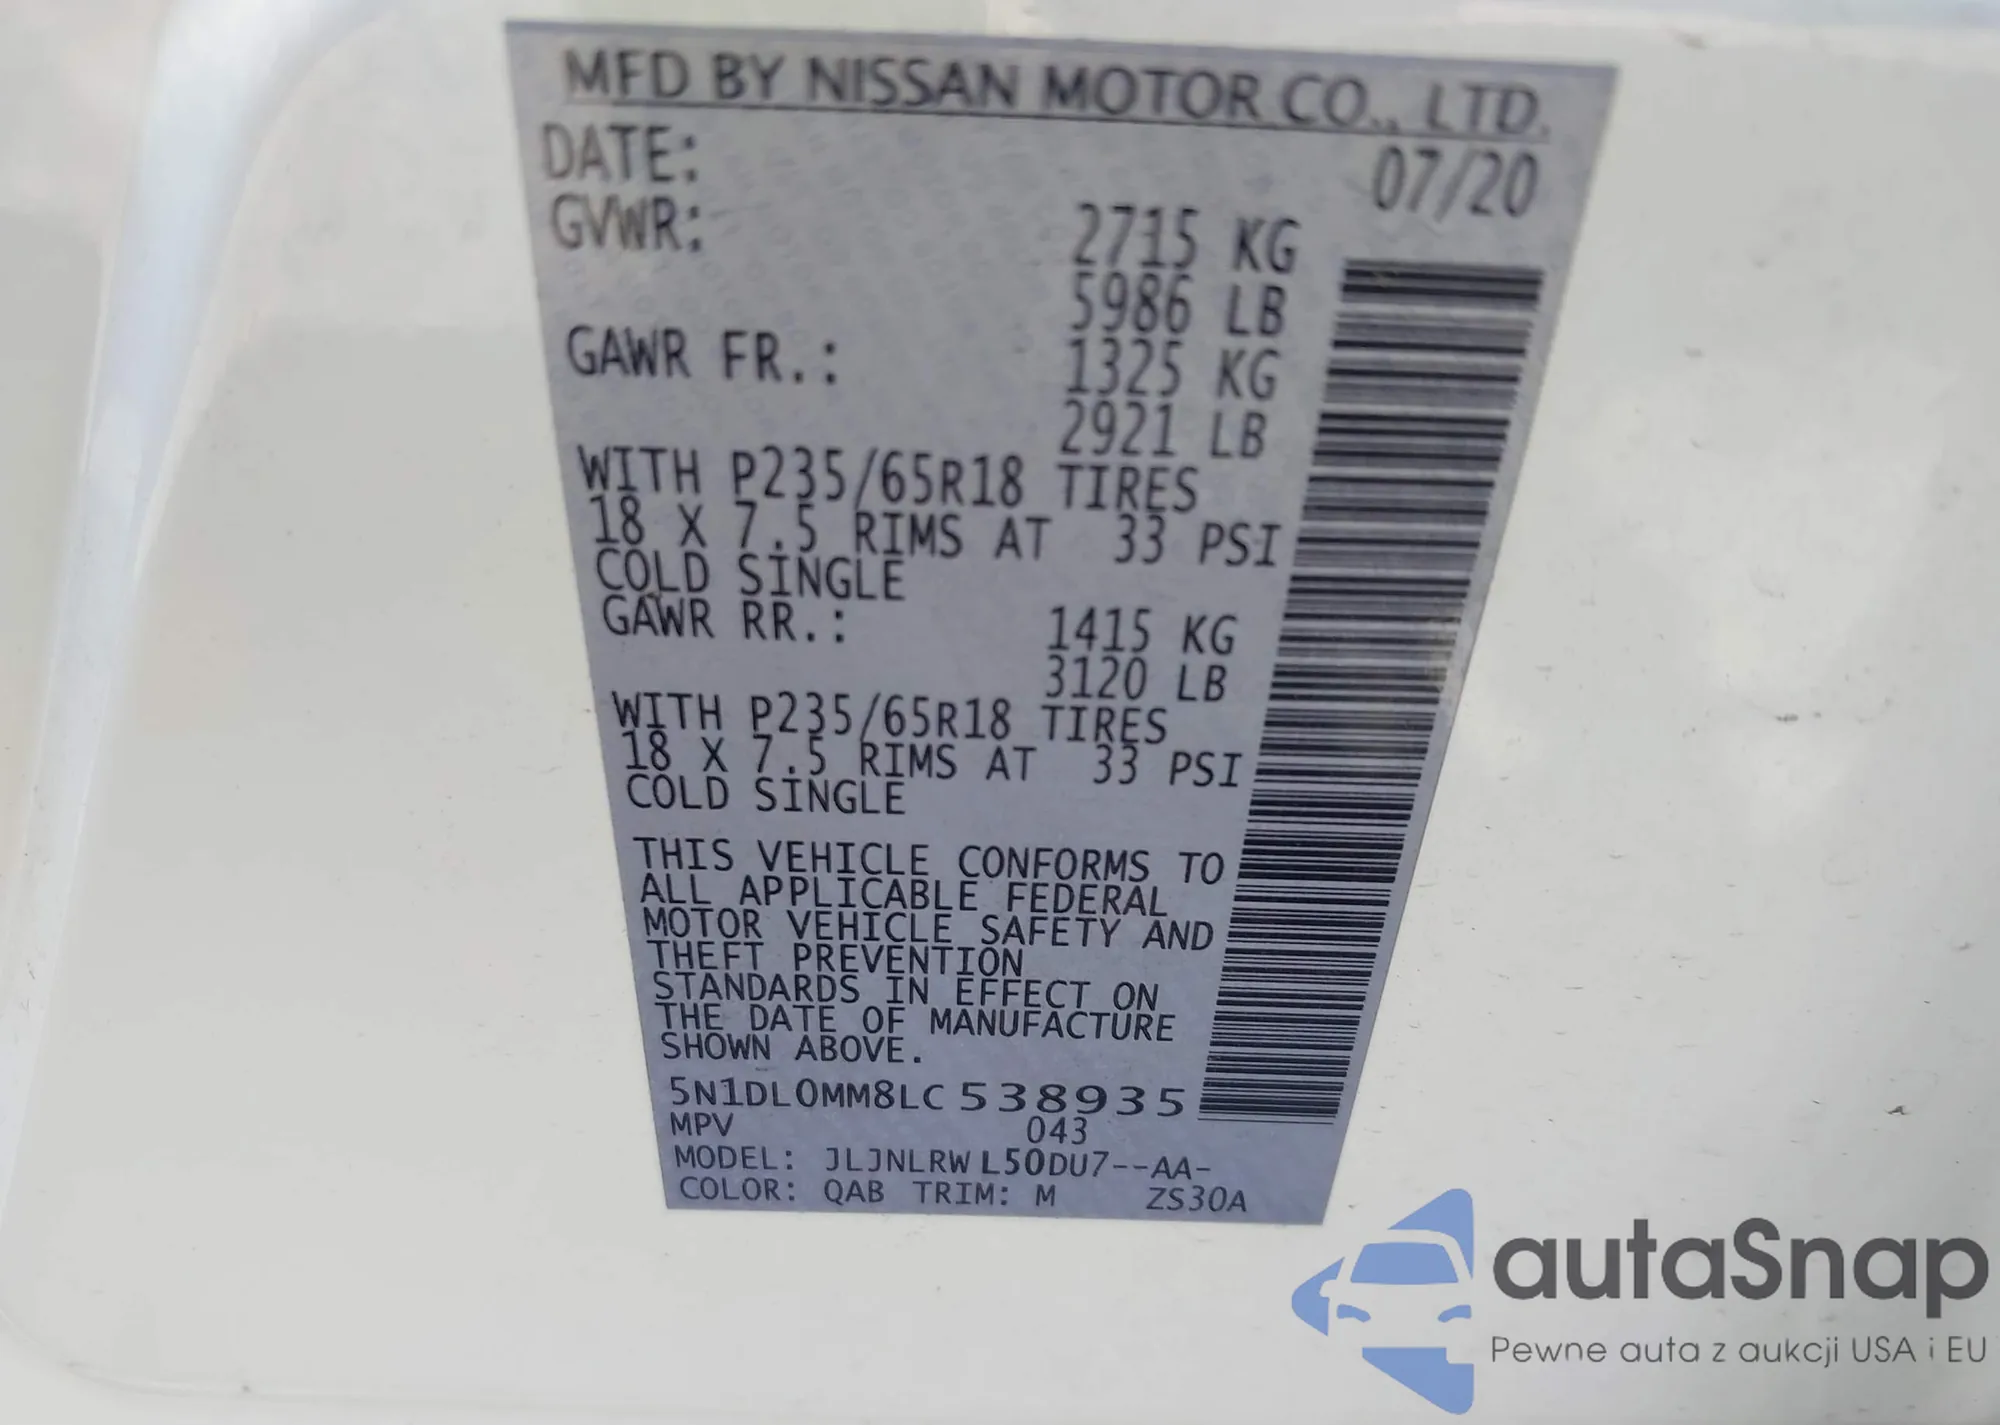 MFD BY NISSAN MOTOR CO., LTD.
DATE: 07/20
GVWR: 2715 KG
5986 LB
GAWR FR.: 1325 KG
2921 LB
WITH P235/65R18 TIRES
18 X 7.5 RIMS AT 33 PSI
COLD SINGLE
GAWR RR.: 1415 KG
3120 LB
WITH P235/65R18 TIRES
18 X 7.5 RIMS AT 33 PSI
COLD SINGLE
THIS VEHICLE CONFORMS TO
ALL APPLICABLE FEDERAL
MOTOR VEHICLE SAFETY AND
THEFT PREVENTION
STANDARDS IN EFFECT ON
THE DATE OF MANUFACTURE
SHOWN ABOVE.
5N1DL0MM8LC538935
MPV 043
MODEL: JLJNLRW L50DU7--AA-
COLOR: QAB TRIM: M ZS30A
autaSnap
Pewne auta z aukcji USA i EU